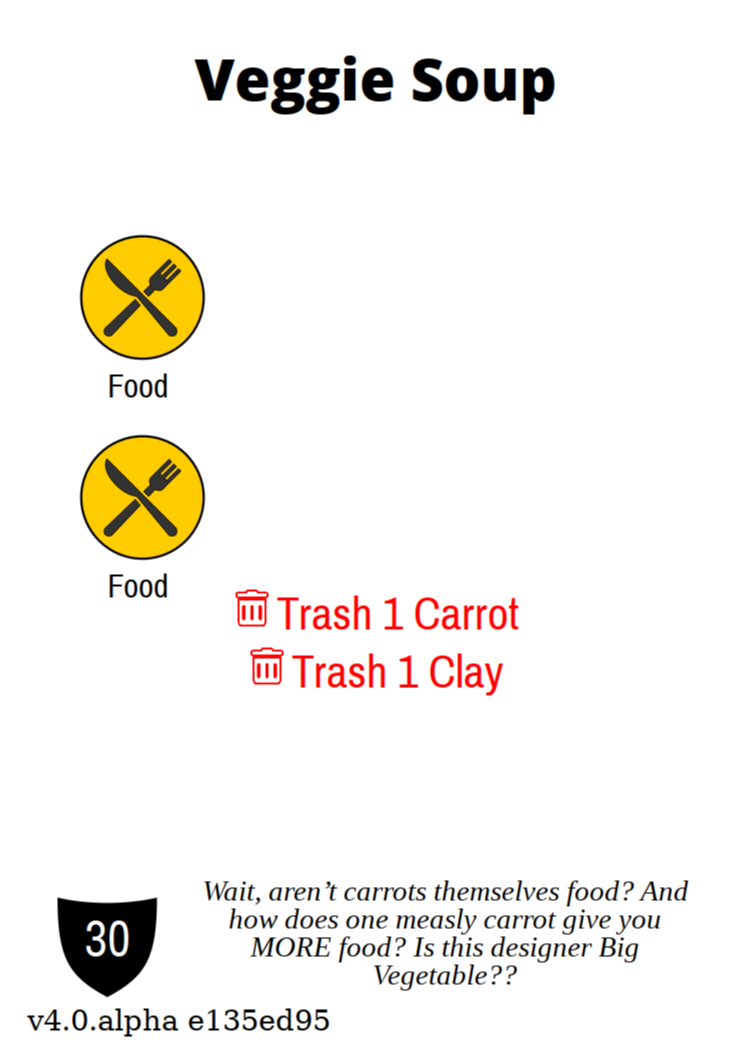 Veggie Soup
Food
Food
Trash 1 Carrot
Trash 1 Clay
30
Wait, aren’t carrots themselves food? And
how does one measly carrot give you
MORE food? Is this designer Big
Vegetable??
v4.0.alpha e135ed95